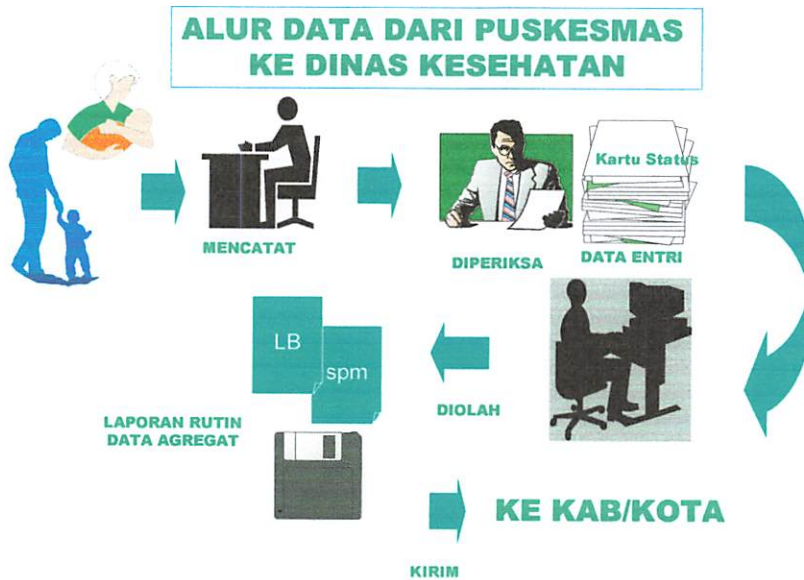 ALUR DATA DARI PUSKESMAS
KE DINAS KESEHATAN
MENCATAT
DIPERIKSA
Kartu Status
DATA ENTRI
DIOLAH
LB
spm
LAPORAN RUTIN
DATA AGREGAT
KIRIM
KE KAB/KOTA